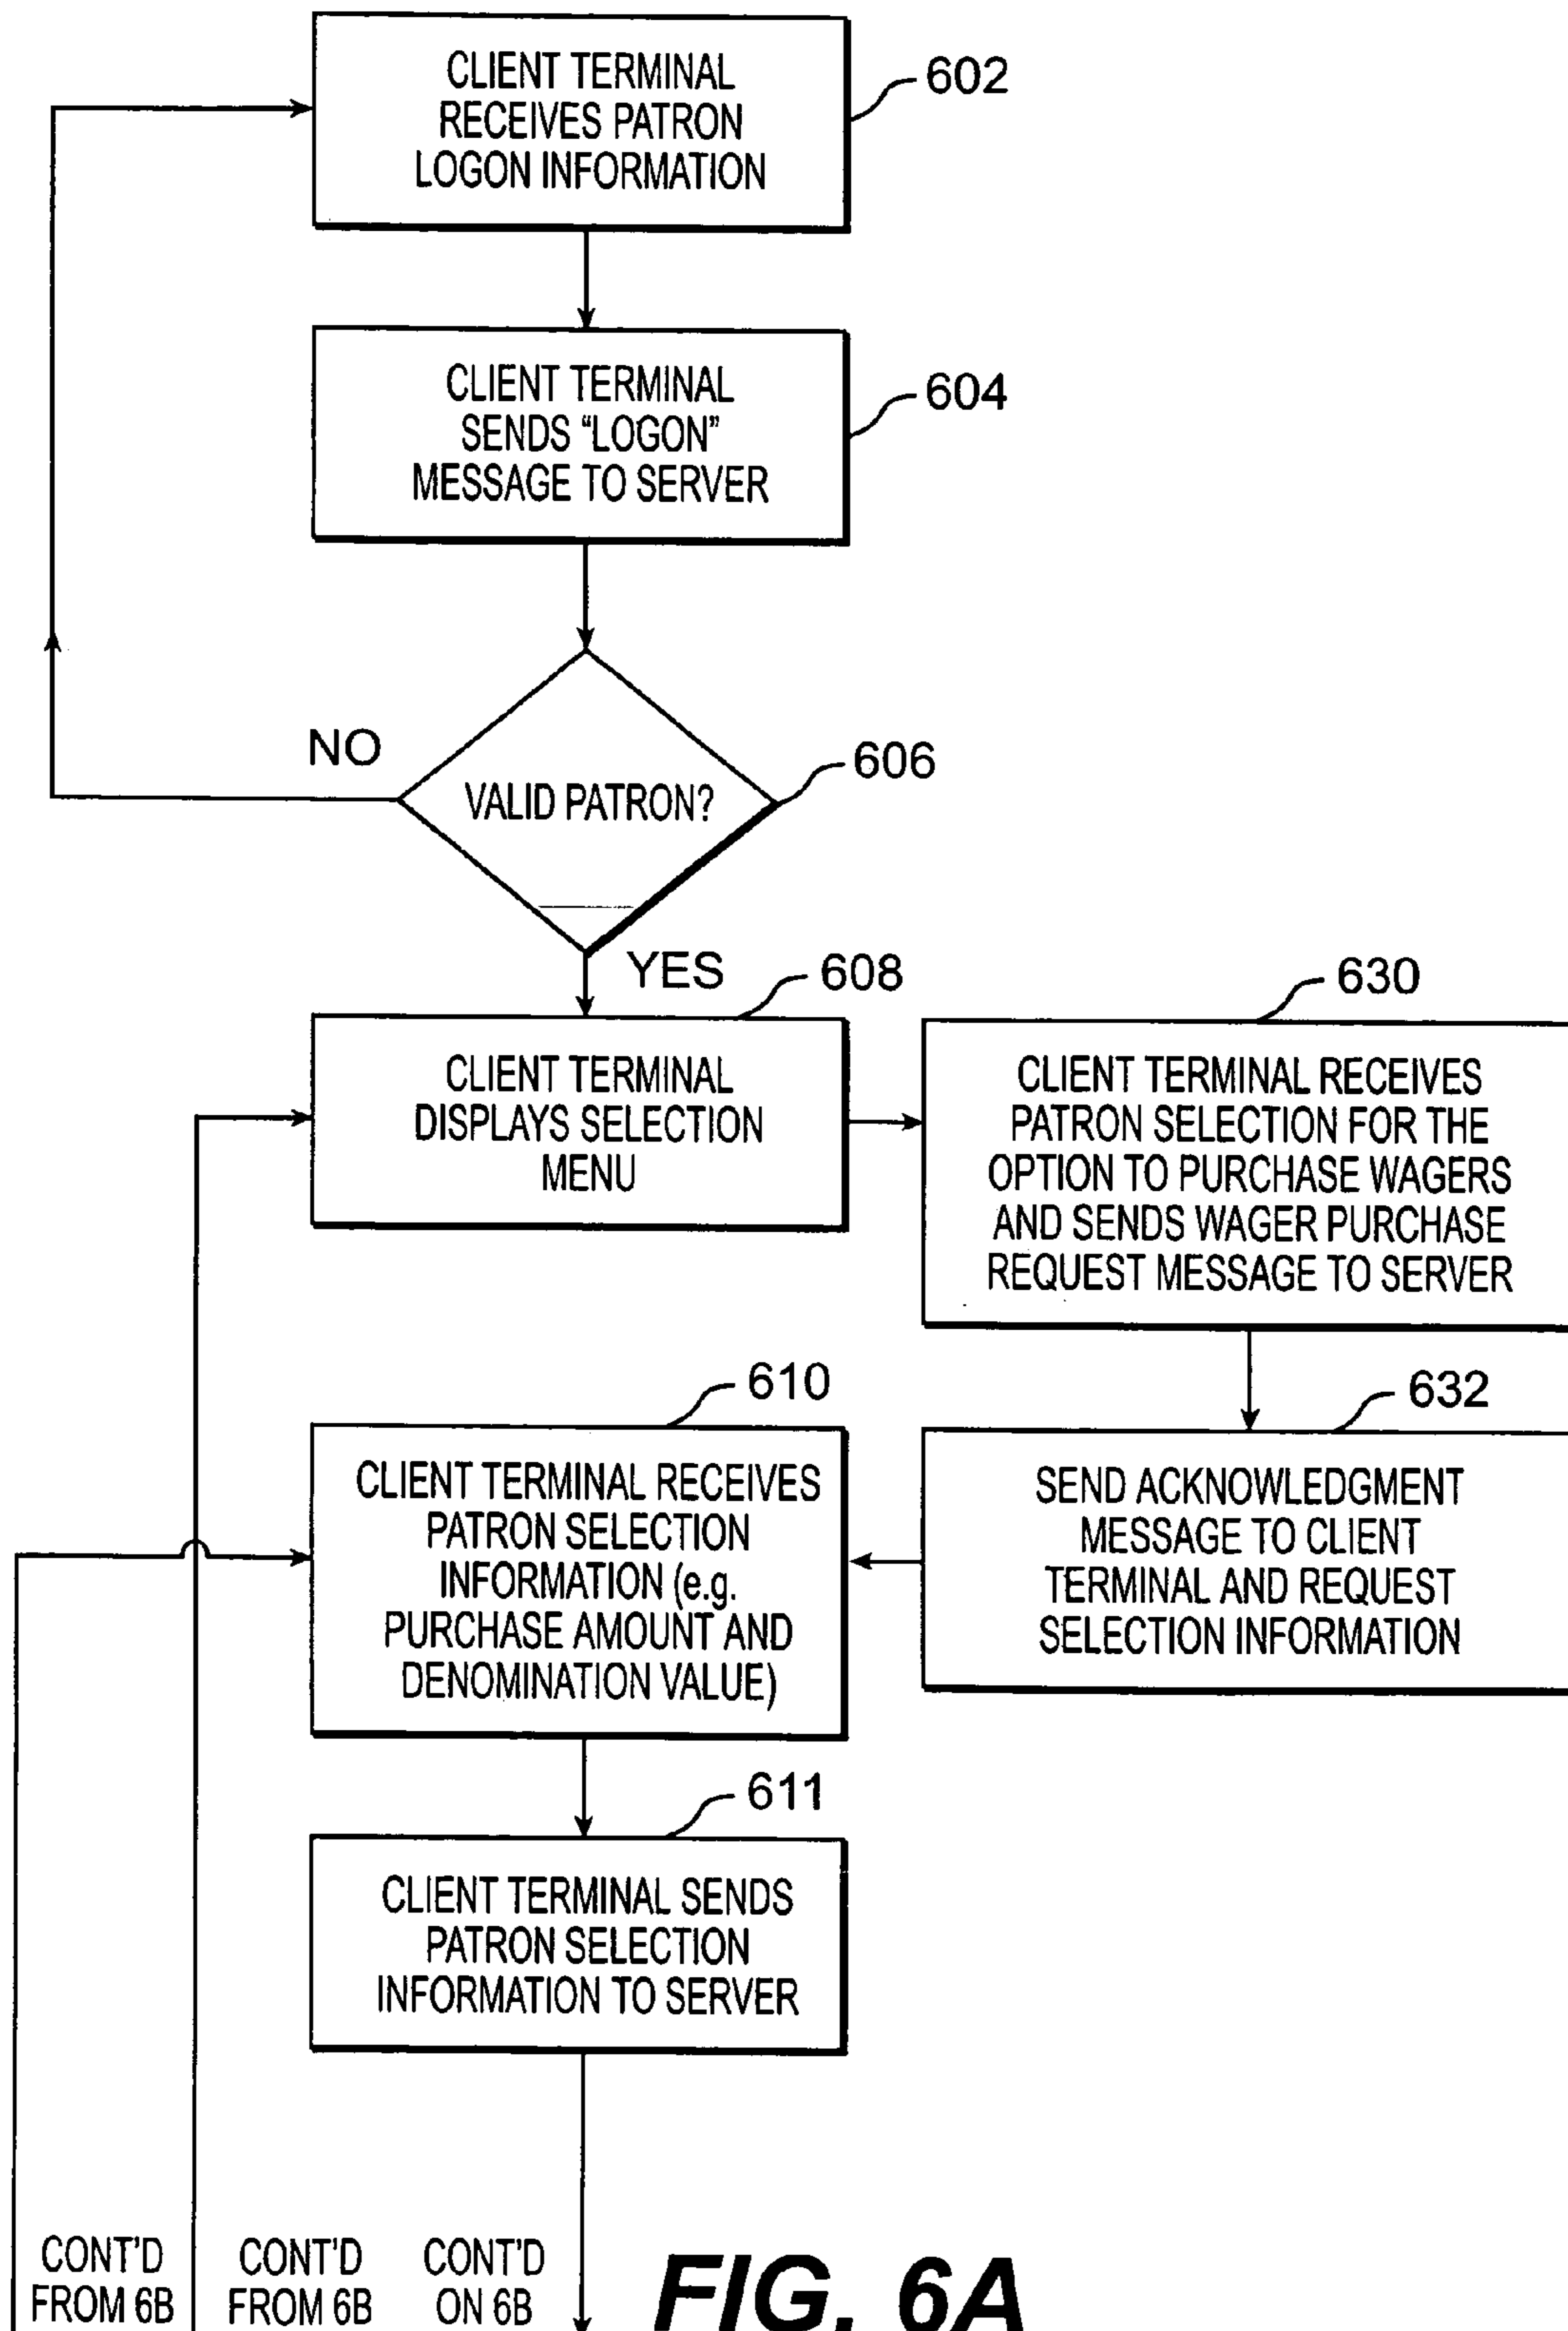 CLIENT TERMINAL
RECEIVES PATRON
LOGON INFORMATION
602
CLIENT TERMINAL
SENDS “LOGON”
MESSAGE TO SERVER
604
NO
VALID PATRON?
606
YES
608
CLIENT TERMINAL
DISPLAYS SELECTION
MENU
630
CLIENT TERMINAL RECEIVES
PATRON SELECTION FOR THE
OPTION TO PURCHASE WAGERS
AND SENDS WAGER PURCHASE
REQUEST MESSAGE TO SERVER
610
CLIENT TERMINAL RECEIVES
PATRON SELECTION
INFORMATION (e.g.
PURCHASE AMOUNT AND
DENOMINATION VALUE)
632
SEND ACKNOWLEDGMENT
MESSAGE TO CLIENT
TERMINAL AND REQUEST
SELECTION INFORMATION
611
CLIENT TERMINAL SENDS
PATRON SELECTION
INFORMATION TO SERVER
CONT'D
FROM 6B
CONT'D
FROM 6B
CONT'D
ON 6B
FIG. 6A